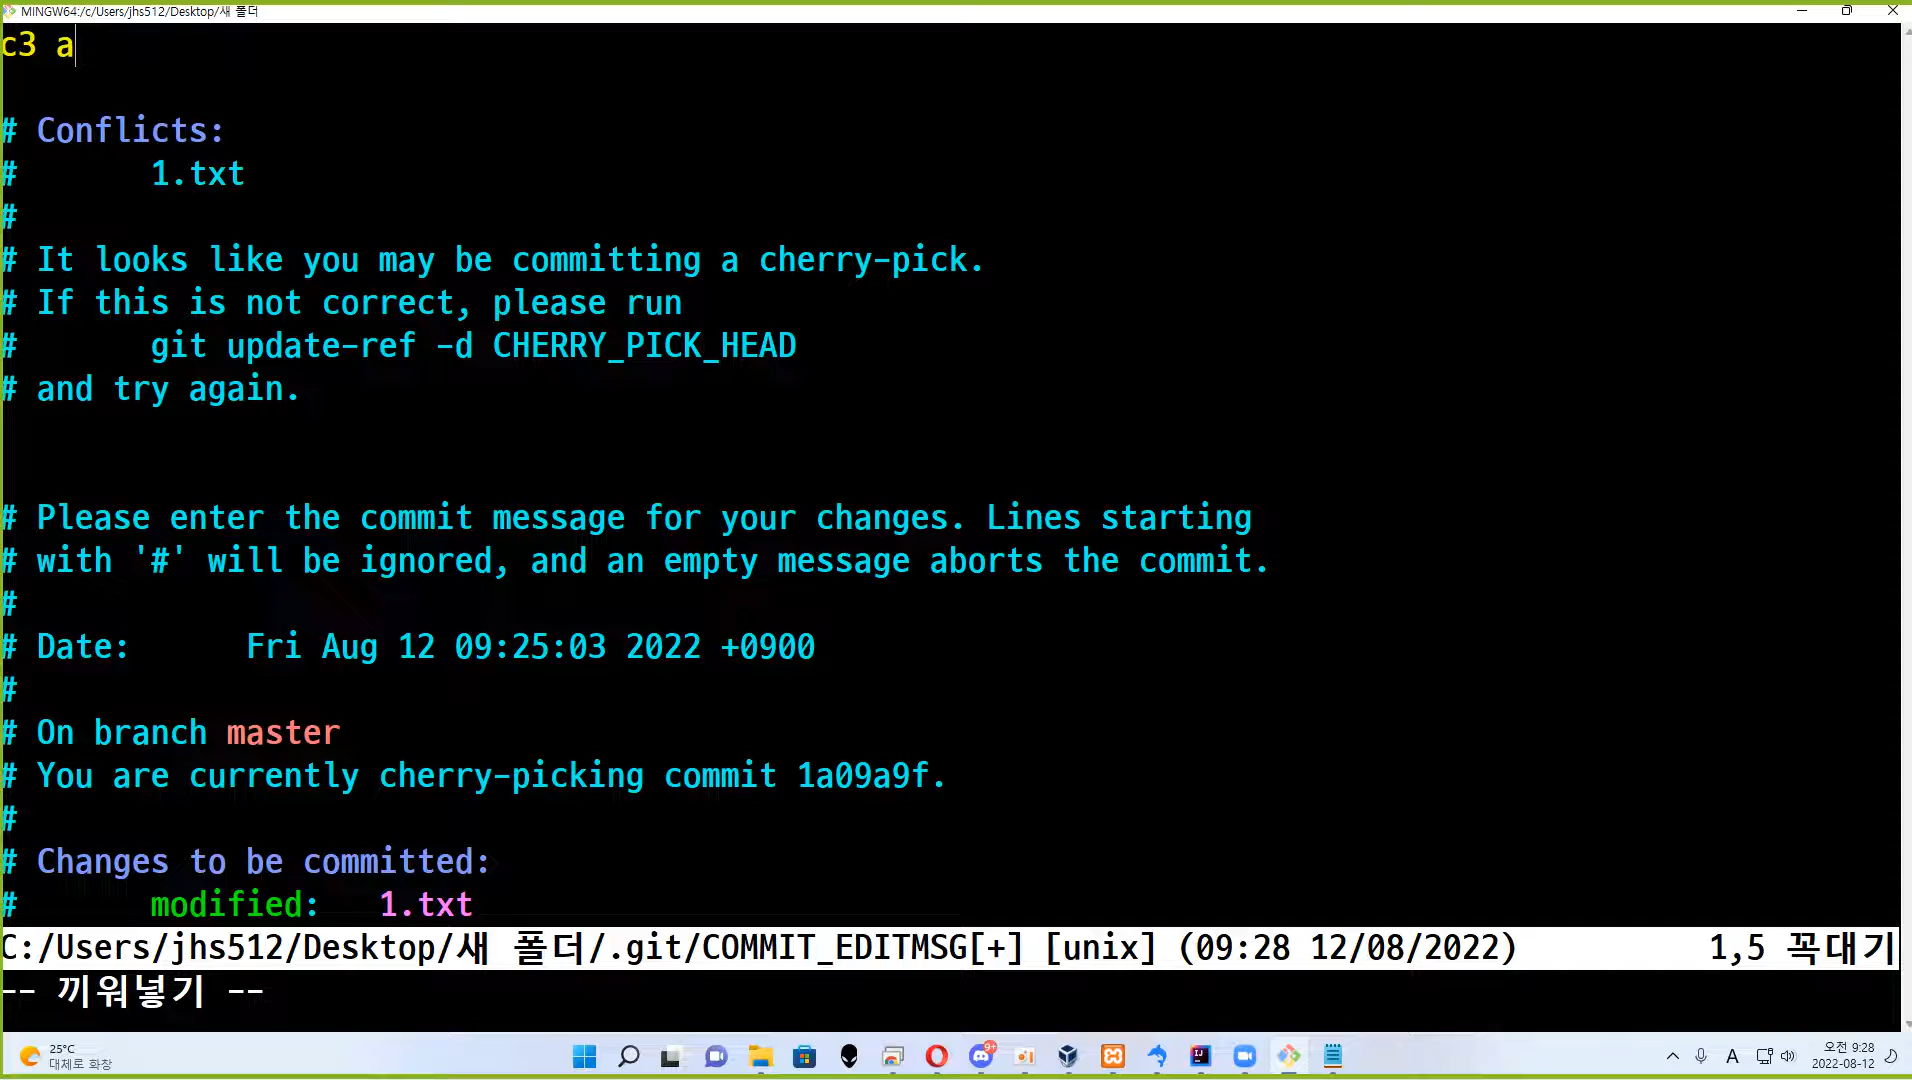 MINGW64:/c/Users/jhs512/Desktop/새 폴더
c3 a
# Conflicts:
#       1.txt
#
# It looks like you may be committing a cherry-pick.
# If this is not correct, please run
#       git update-ref -d CHERRY_PICK_HEAD
# and try again.
# Please enter the commit message for your changes. Lines starting
# with '#' will be ignored, and an empty message aborts the commit.
#
# Date:      Fri Aug 12 09:25:03 2022 +0900
#
# On branch master
# You are currently cherry-picking commit 1a09a9f.
#
# Changes to be committed:
#       modified:   1.txt
C:/Users/jhs512/Desktop/새 폴더/.git/COMMIT_EDITMSG[+] [unix] (09:28 12/08/2022) 1,5 꼭대기
-- 끼워넣기 --
25°C
대체로 화창
9+
IJ
A
오전 9:28
2022-08-12